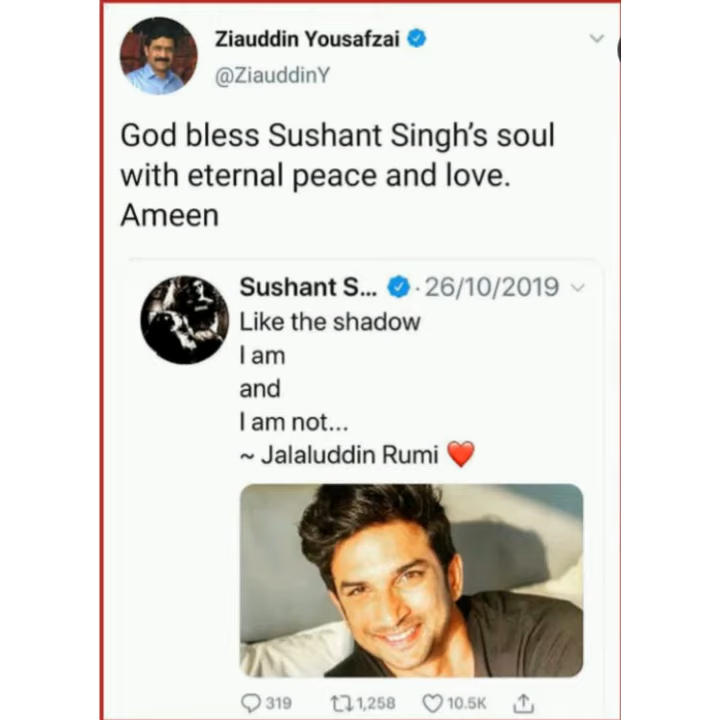 Ziauddin Yousafzai
@ZiauddinY
God bless Sushant Singh's soul
with eternal peace and love.
Ameen
Sushant S... · 26/10/2019
Like the shadow
I am
and
I am not...
~ Jalaluddin Rumi ❤️
319 1,258 10.5K